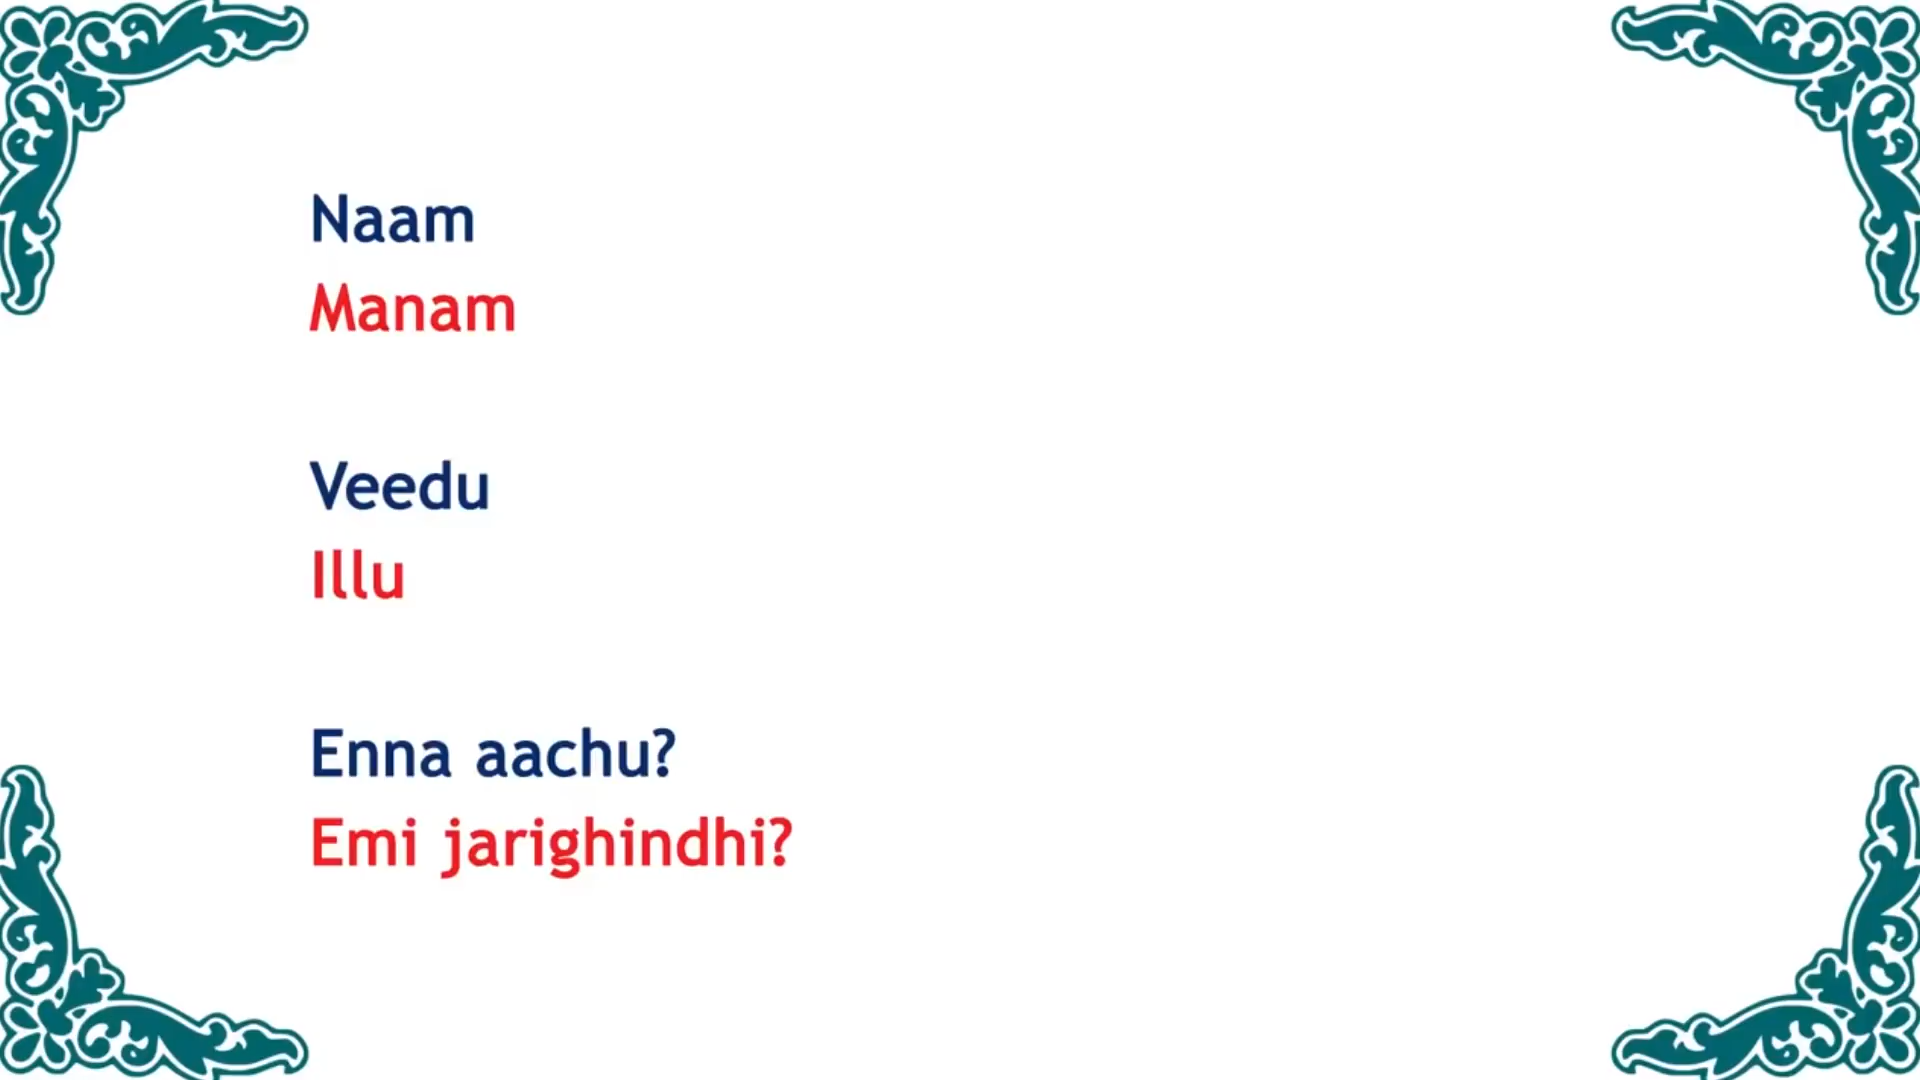 Naam
Manam
Veedu
Illu
Enna aachu?
Emi jarighindhi?